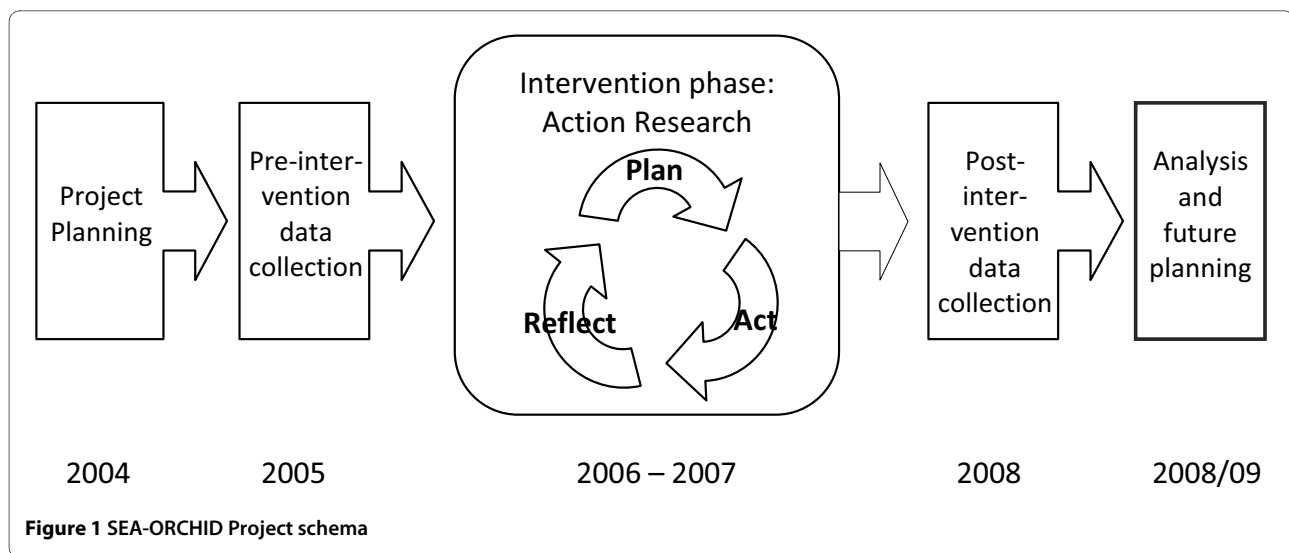 Project
Planning
Pre-inter-
vention
data
collection
Intervention phase:
Action Research
Plan
Act
Reflect
Post-
inter-
vention
data
collection
Analysis
and
future
planning
2004
2005
2006 – 2007
2008
2008/09
Figure 1 SEA-ORCHID Project schema